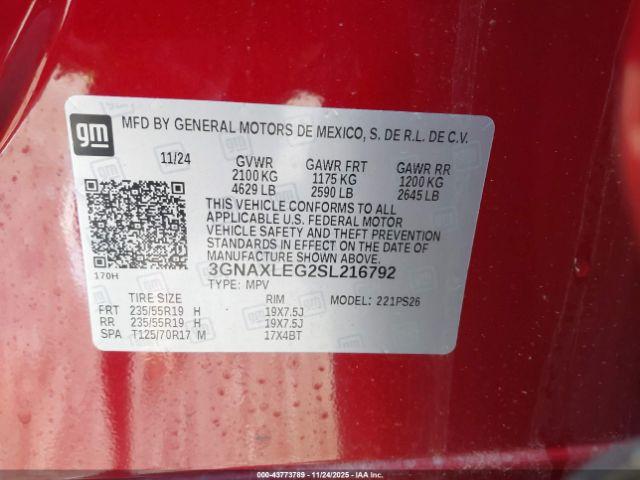 gm
MFD BY GENERAL MOTORS DE MEXICO, S. DE R.L. DE C.V.
11/24 GVWR GAWR FRT GAWR RR
2100 KG 1175 KG 1200 KG
4629 LB 2590 LB 2645 LB
THIS VEHICLE CONFORMS TO ALL
APPLICABLE U.S. FEDERAL MOTOR
VEHICLE SAFETY AND THEFT PREVENTION
STANDARDS IN EFFECT ON THE DATE OF
MANUFACTURE SHOWN ABOVE.
3GNAXLEG2SL216792
170H TYPE: MPV
TIRE SIZE RIM MODEL: 221PS26
FRT 235/55R19 H 19X7.5J
RR 235/55R19 H 19X7.5J
SPA T125/70R17 M 17X4BT
© IAA - 43773789 - 11/24/2025 - IAA Inc.